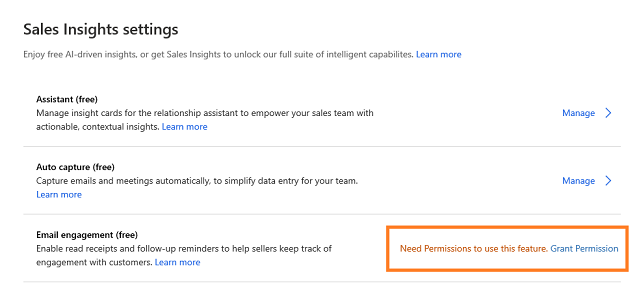 Sales Insights settings
Enjoy free AI-driven insights, or get Sales Insights to unlock our full suite of intelligent capabilites. Learn more
Assistant (free)
Manage insight cards for the relationship assistant to empower your sales team with
actionable, contextual insights. Learn more
Manage
Auto capture (free)
Capture emails and meetings automatically, to simplify data entry for your team.
Learn more
Manage
Email engagement (free)
Enable read receipts and follow-up reminders to help sellers keep track of
engagement with customers. Learn more
Need Permissions to use this feature. Grant Permission